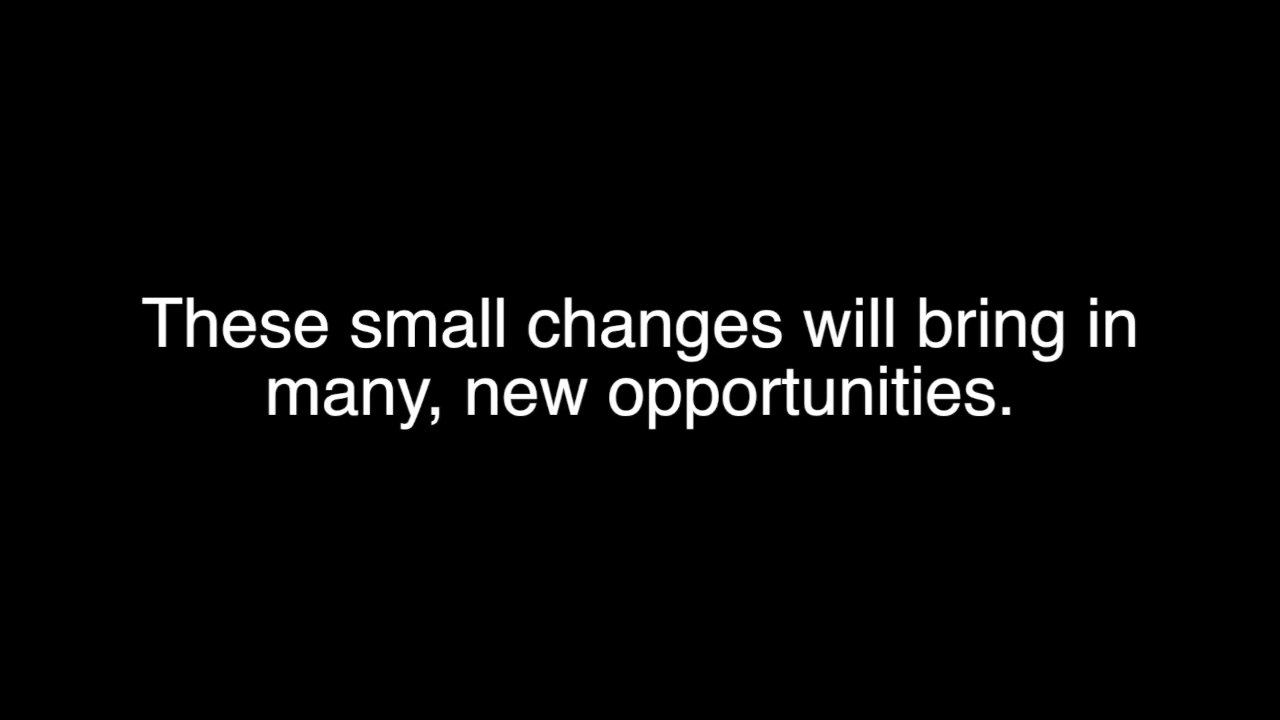 These small changes will bring in
many, new opportunities.